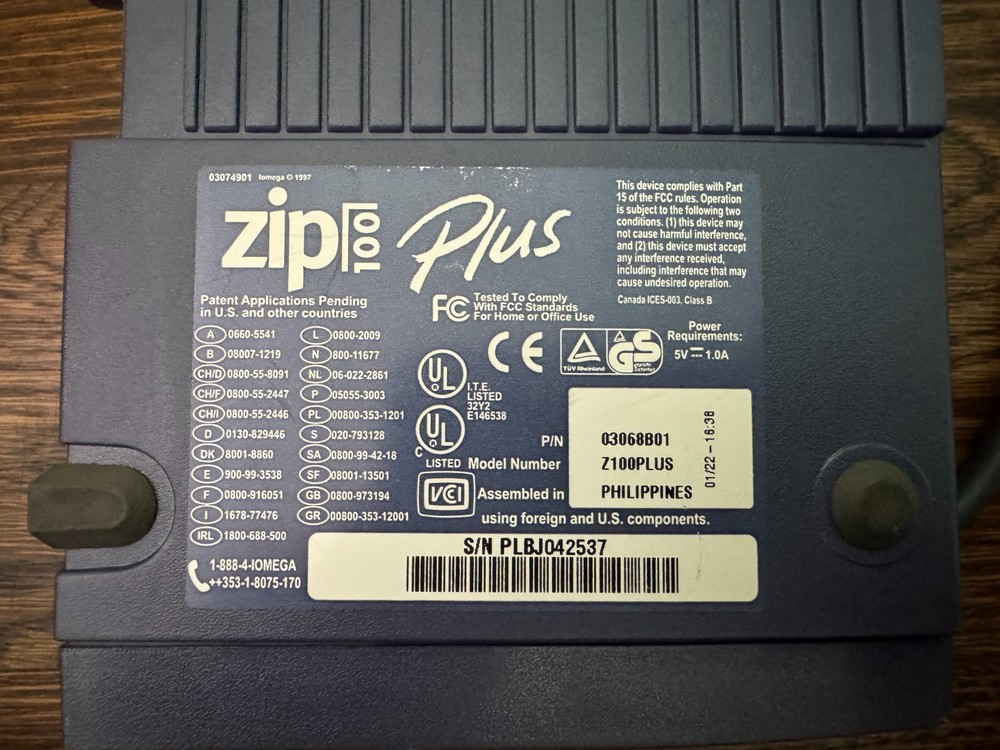 03074901 Iomega © 1997
zip 100 Plus
This device complies with Part
15 of the FCC rules. Operation
is subject to the following two
conditions. (1) this device may
not cause harmful interference,
and (2) this device must accept
any interference received,
including interference that may
cause undesired operation.
Canada ICES-003, Class B
Patent Applications Pending
in U.S. and other countries
FC Tested To Comply
With FCC Standards
For Home or Office Use
A 0660-5541
B 08007-1219
CH/D 0800-55-8091
CH/F 0800-55-2447
CH/I 0800-55-2446
D 0130-829446
DK 8001-8860
E 900-99-3538
F 0800-916051
I 1678-77476
IRL 1800-688-500
L 0800-2009
N 800-11677
NL 06-022-2861
P 05055-3003
PL 00800-353-1201
S 020-793128
SA 0800-99-42-18
SF 08001-13501
GB 0800-973194
GR 00800-353-12001
1-888-4-IOMEGA
++353-1-8075-170
CE
TÜV Rheinland
GS
geprüfte
Sicherheit
Power
Requirements:
5V 1.0A
UL
R
I.T.E.
LISTED
32Y2
E146538
UL
C
LISTED
VCI
P/N 03068B01
Model Number Z100PLUS
Assembled in PHILIPPINES
01/22-16:38
using foreign and U.S. components.
S/N PLBJ042537